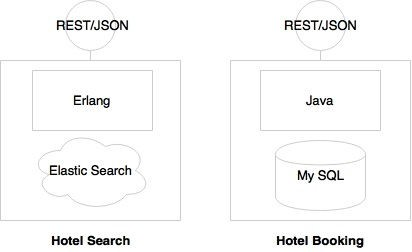 REST/JSON
REST/JSON
Erlang
Java
Elastic Search
My SQL
Hotel Search
Hotel Booking